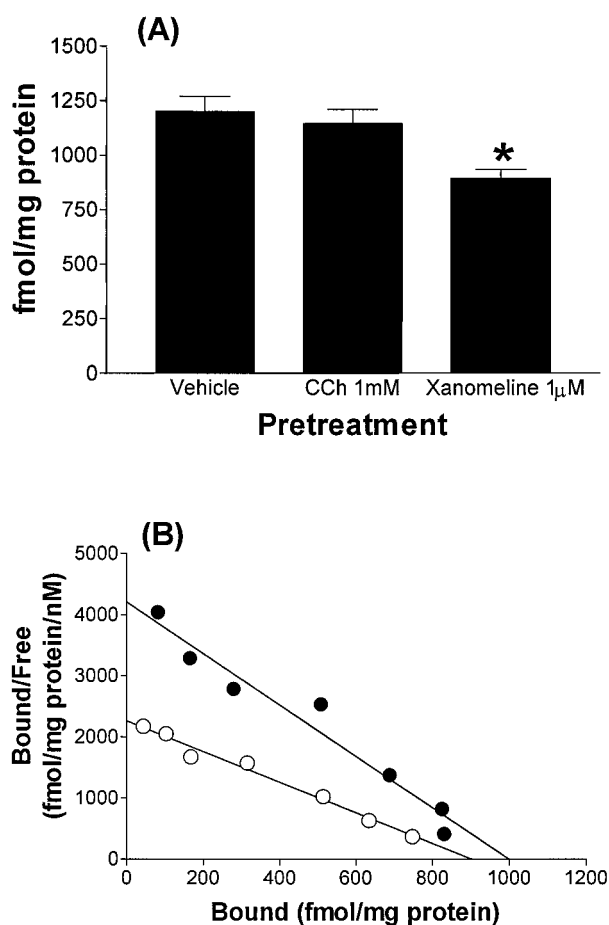 (A)
fmol/mg protein
1500
1250
1000
750
500
250
0
*
Vehicle CCh 1mM Xanomeline 1μM
Pretreatment
(B)
Bound/Free
(fmol/mg protein/nM)
5000
4000
3000
2000
1000
0
0 200 400 600 800 1000 1200
Bound (fmol/mg protein)